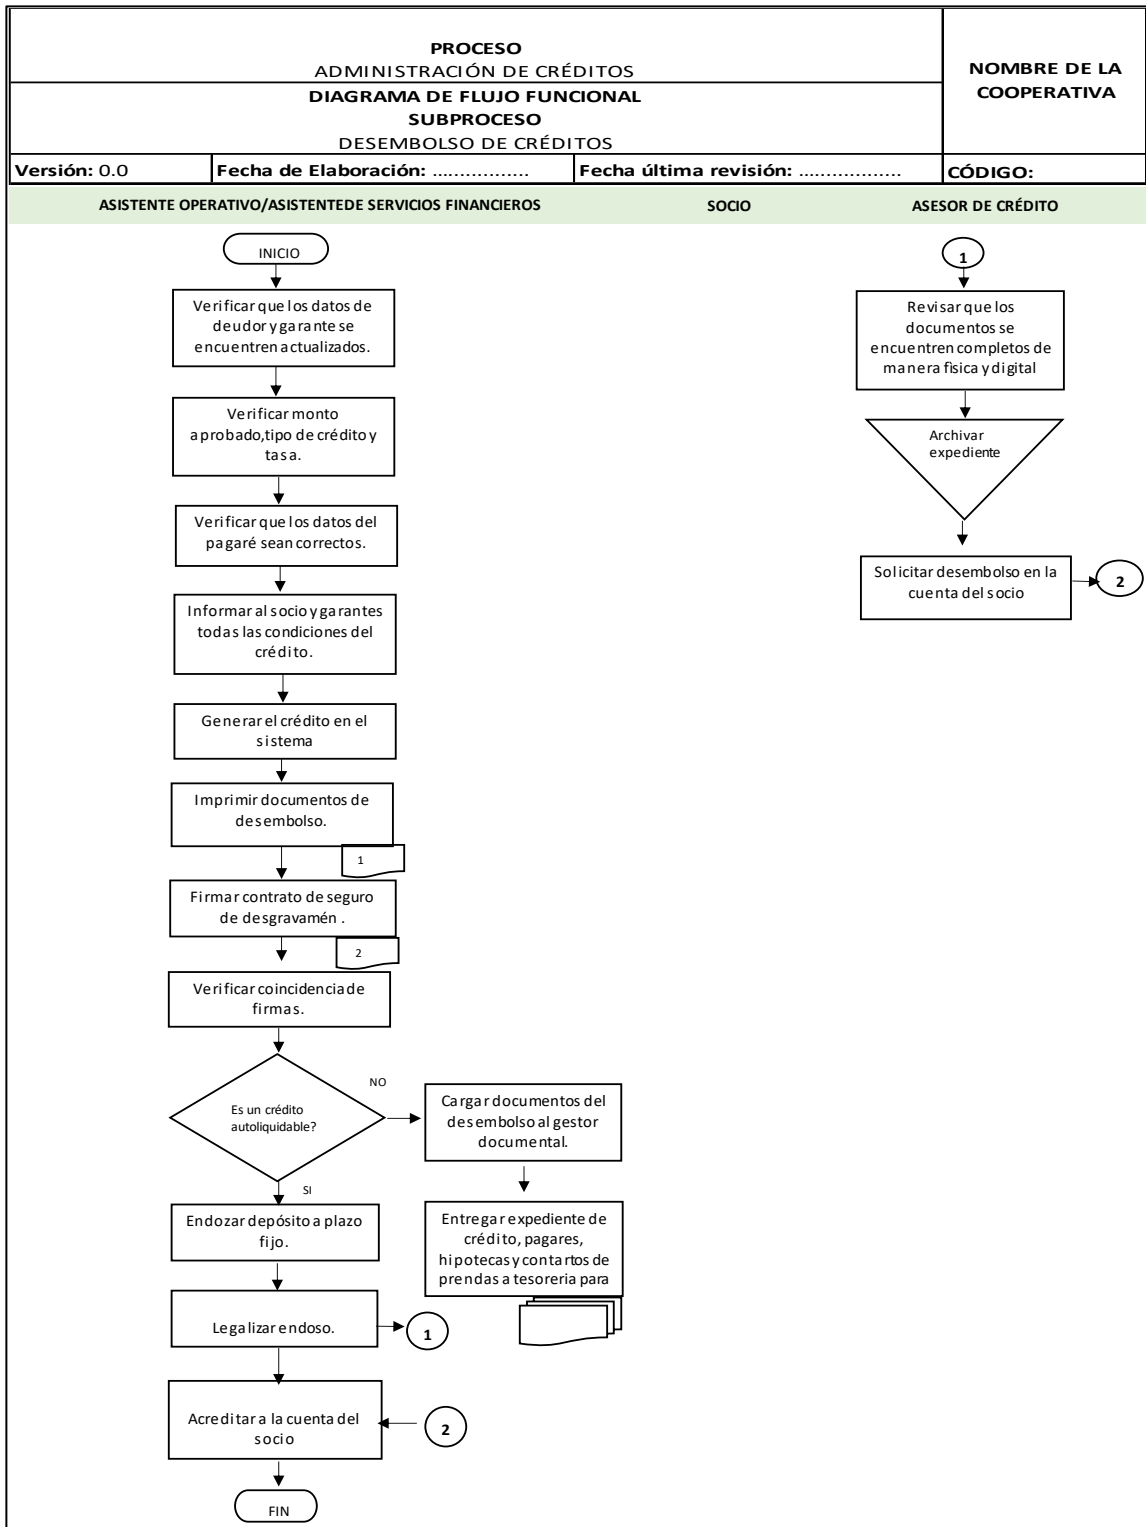 PROCESO
ADMINISTRACIÓN DE CRÉDITOS
DIAGRAMA DE FLUJO FUNCIONAL
SUBPROCESO
DESEMBOLSO DE CRÉDITOS
NOMBRE DE LA
COOPERATIVA
Versión: 0.0
Fecha de Elaboración: .................
Fecha última revisión: ..................
CÓDIGO:
ASISTENTE OPERATIVO/ASISTENTEDE SERVICIOS FINANCIEROS
SOCIO
ASESOR DE CRÉDITO
INICIO
Verificar que los datos de
deudor y garante se
encuentren actualizados.
Verificar monto
aprobado,tipo de crédito y
tasa.
Verificar que los datos del
pagaré sean correctos.
Informar al socio y garantes
todas las condiciones del
crédito.
Generar el crédito en el
sistema
Imprimir documentos de
desembolso.
1
Firmar contrato de seguro
de desgravamén .
2
Verificar coincidencia de
firmas.
Es un crédito
autoliquidable?
NO
SI
Cargar documentos del
desembolso al gestor
documental.
Entregar expediente de
crédito, pagares,
hipotecas y contartos de
prendas a tesoreria para
Endozar depósito a plazo
fijo.
Legalizar endoso.
1
Acreditar a la cuenta del
socio
2
FIN
1
Revisar que los
documentos se
encuentren completos de
manera fisica y digital
Archivar
expediente
Solicitar desembolso en la
cuenta del socio
2